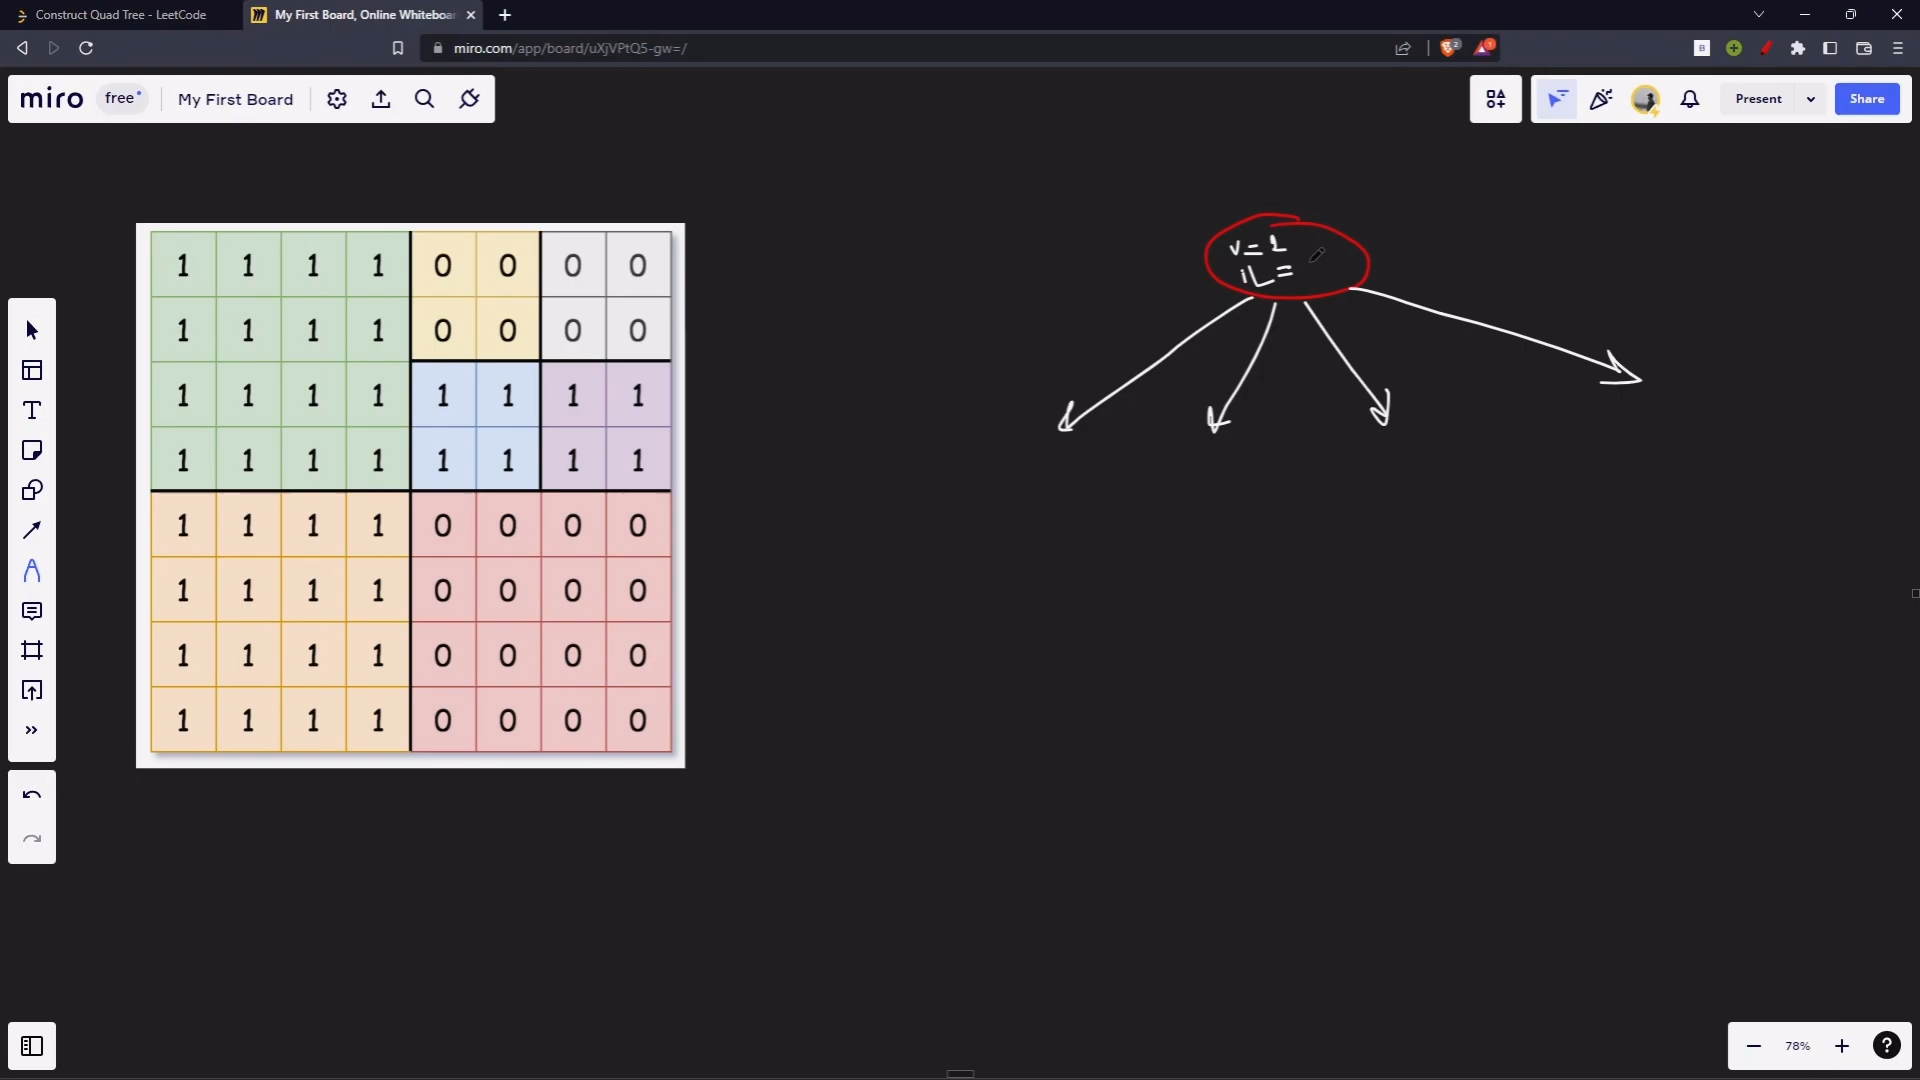 Construct Quad Tree - LeetCode
My First Board, Online Whiteboa
miro.com/app/board/uXjVPtQ5-gw=/
B
2
1
miro
free
My First Board
Present
Share
1 1 1 1 0 0 0 0
1 1 1 1 0 0 0 0
1 1 1 1 1 1 1 1
1 1 1 1 1 1 1 1
1 1 1 1 0 0 0 0
1 1 1 1 0 0 0 0
1 1 1 1 0 0 0 0
1 1 1 1 0 0 0 0
v=1
iL=
78%
?